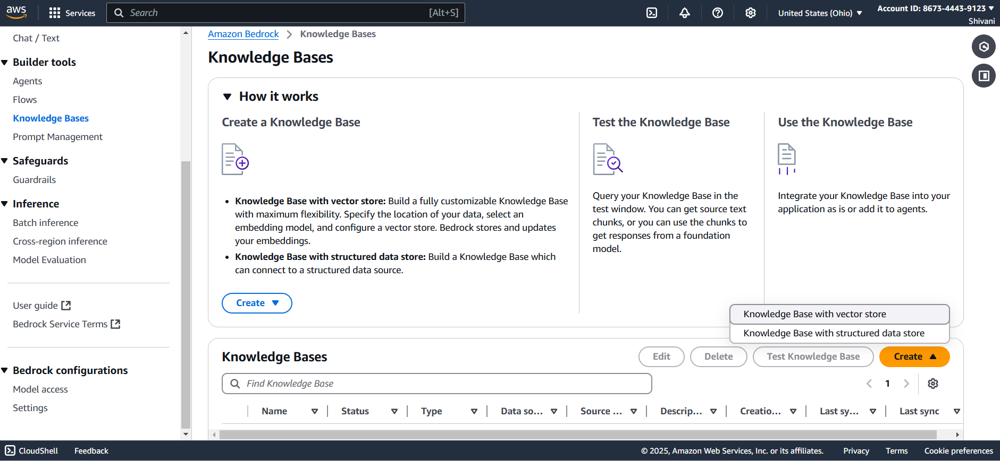 aws
Services
Search
[Alt+S]
United States (Ohio)
Account ID: 8673-4443-9123
Shivani
Chat / Text
Builder tools
Agents
Flows
Knowledge Bases
Prompt Management
Safeguards
Guardrails
Inference
Batch inference
Cross-region inference
Model Evaluation
User guide
Bedrock Service Terms
Bedrock configurations
Model access
Settings
Amazon Bedrock
Knowledge Bases
Knowledge Bases
How it works
Create a Knowledge Base
Knowledge Base with vector store: Build a fully customizable Knowledge Base
with maximum flexibility. Specify the location of your data, select an
embedding model, and configure a vector store. Bedrock stores and updates
your embeddings.
Knowledge Base with structured data store: Build a Knowledge Base which
can connect to a structured data source.
Create
Test the Knowledge Base
Query your Knowledge Base in the
test window. You can get source text
chunks, or you can use the chunks to
get responses from a foundation
model.
Use the Knowledge Base
Integrate your Knowledge Base into your
application as is or add it to agents.
Knowledge Base with vector store
Knowledge Base with structured data store
Knowledge Bases
Edit
Delete
Test Knowledge Base
Create
Find Knowledge Base
1
Name
Status
Type
Data so...
Source ...
Descrip...
Creatio...
Last sy...
Last sync
CloudShell
Feedback
© 2025, Amazon Web Services, Inc. or its affiliates.
Privacy
Terms
Cookie preferences